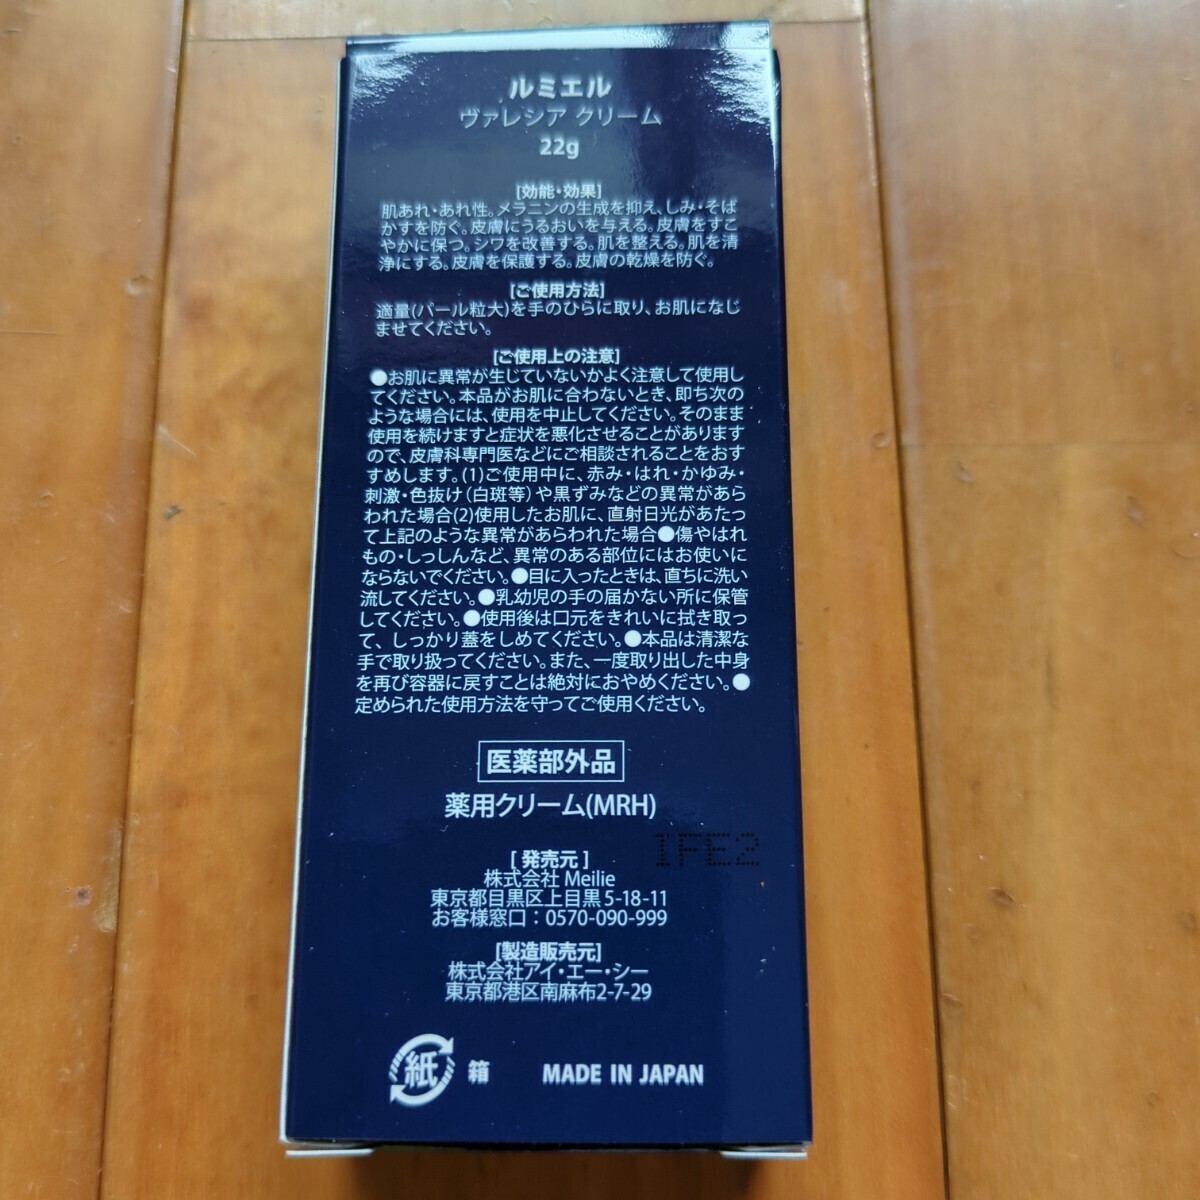 ルミエル
ヴァレシア クリーム
22g
[効能・効果]
肌あれ・あれ性。メラニンの生成を抑え、しみ・そば
かすを防ぐ。皮膚にうるおいを与える。皮膚をすこ
やかに保つ。シワを改善する。肌を整える。肌を清
浄にする。皮膚を保護する。皮膚の乾燥を防ぐ。
[ご使用方法]
適量(パール粒大)を手のひらに取り、お肌になじ
ませてください。
[ご使用上の注意]
●お肌に異常が生じていないかよく注意して使用し
てください。本品がお肌に合わないとき、即ち次の
ような場合には、使用を中止してください。そのまま
使用を続けますと症状を悪化させることがあります
ので、皮膚科専門医などにご相談されることをおす
すめします。(1)ご使用中に、赤み・はれ・かゆみ・
刺激・色抜け(白斑等)や黒ずみなどの異常があら
われた場合(2)使用したお肌に、直射日光があたっ
て上記のような異常があらわれた場合●傷やはれ
もの・しっしんなど、異常のある部位にはお使いに
ならないでください。●目に入ったときは、直ちに洗い
流してください。●乳幼児の手の届かない所に保管
してください。●使用後は口元をきれいに拭き取っ
て、しっかり蓋をしめてください。●本品は清潔な
手で取り扱ってください。また、一度取り出した中身
を再び容器に戻すことは絶対におやめください。●
定められた使用方法を守ってご使用ください。
医薬部外品
薬用クリーム(MRH)
1FE2
[ 発売元 ]
株式会社 Meilie
東京都目黒区上目黒 5-18-11
お客様窓口：0570-090-999
[製造販売元]
株式会社アイ・エー・シー
東京都港区南麻布2-7-29
紙 箱 MADE IN JAPAN